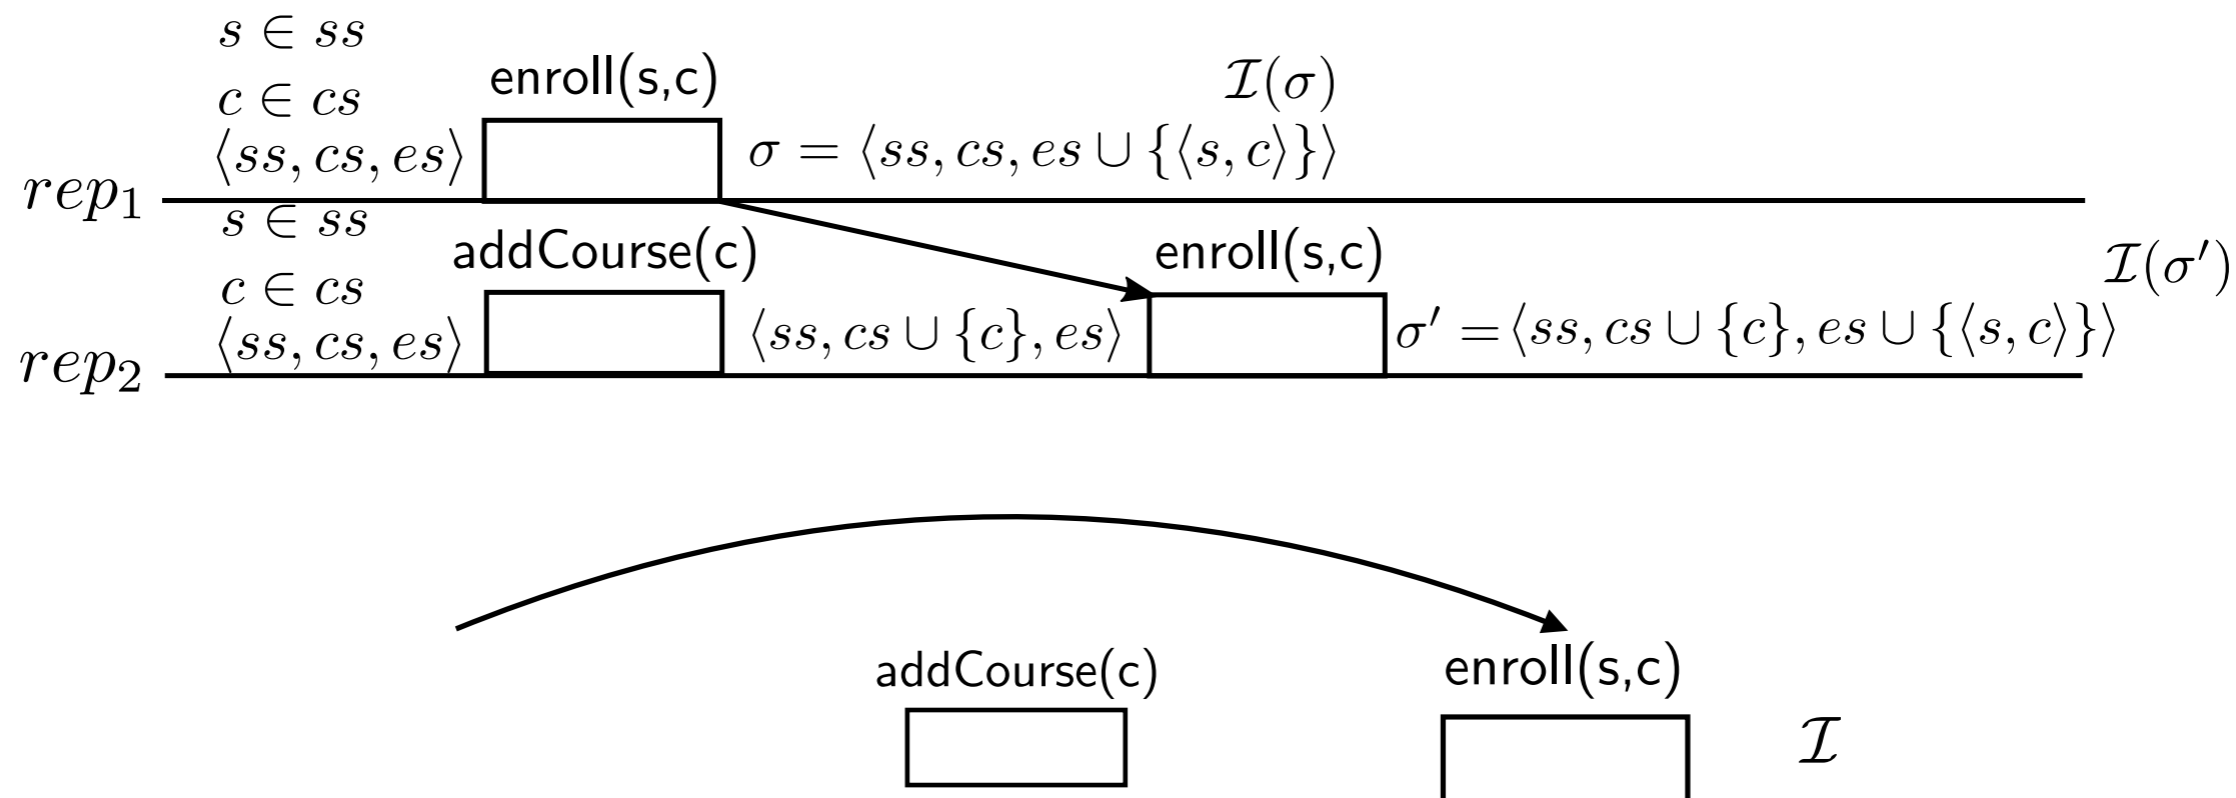 s ∈ ss
c ∈ cs
enroll(s,c)
I(σ)
⟨ss, cs, es⟩
σ = ⟨ss, cs, es ∪ {⟨s, c⟩}⟩
rep₁
s ∈ ss
addCourse(c)
enroll(s,c)
I(σ′)
c ∈ cs
⟨ss, cs, es⟩
⟨ss, cs ∪ {c}, es⟩
σ′ = ⟨ss, cs ∪ {c}, es ∪ {⟨s, c⟩}⟩
rep₂
addCourse(c)
enroll(s,c)
I